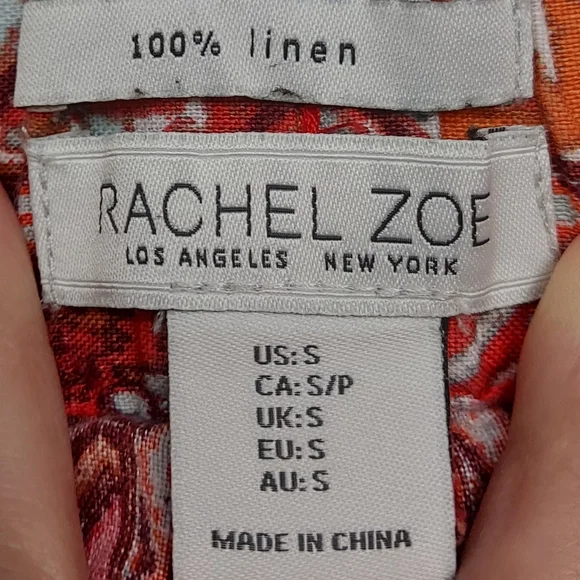 100% linen
RACHEL ZOE
LOS ANGELES NEW YORK
US: S
CA: S/P
UK: S
EU: S
AU: S
MADE IN CHINA